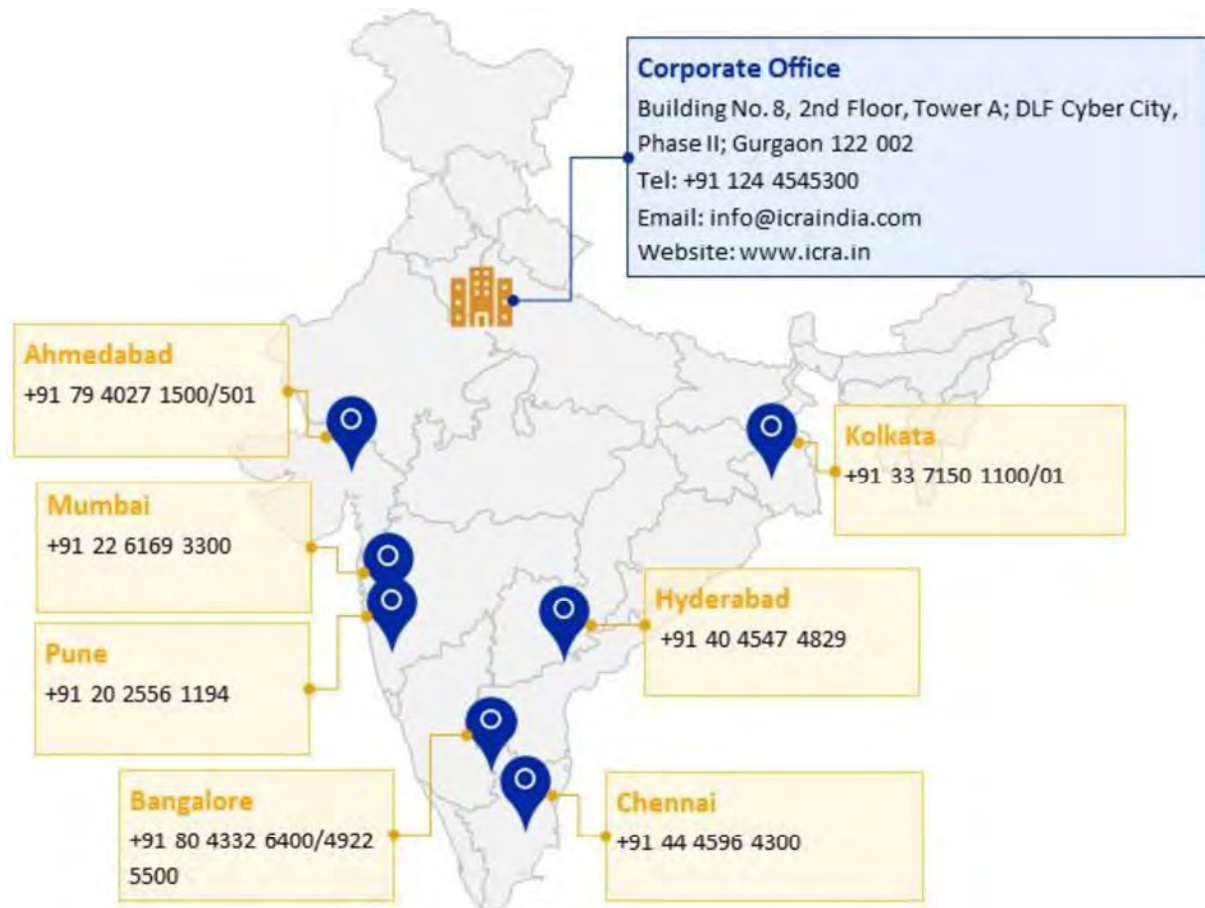 Corporate Office
Building No. 8, 2nd Floor, Tower A; DLF Cyber City,
Phase II; Gurgaon 122 002
Tel: +91 124 4545300
Email: info@icraindia.com
Website: www.icra.in
Ahmedabad
+91 79 4027 1500/501
Kolkata
+91 33 7150 1100/01
Mumbai
+91 22 6169 3300
Hyderabad
+91 40 4547 4829
Pune
+91 20 2556 1194
Bangalore
+91 80 4332 6400/4922
5500
Chennai
+91 44 4596 4300